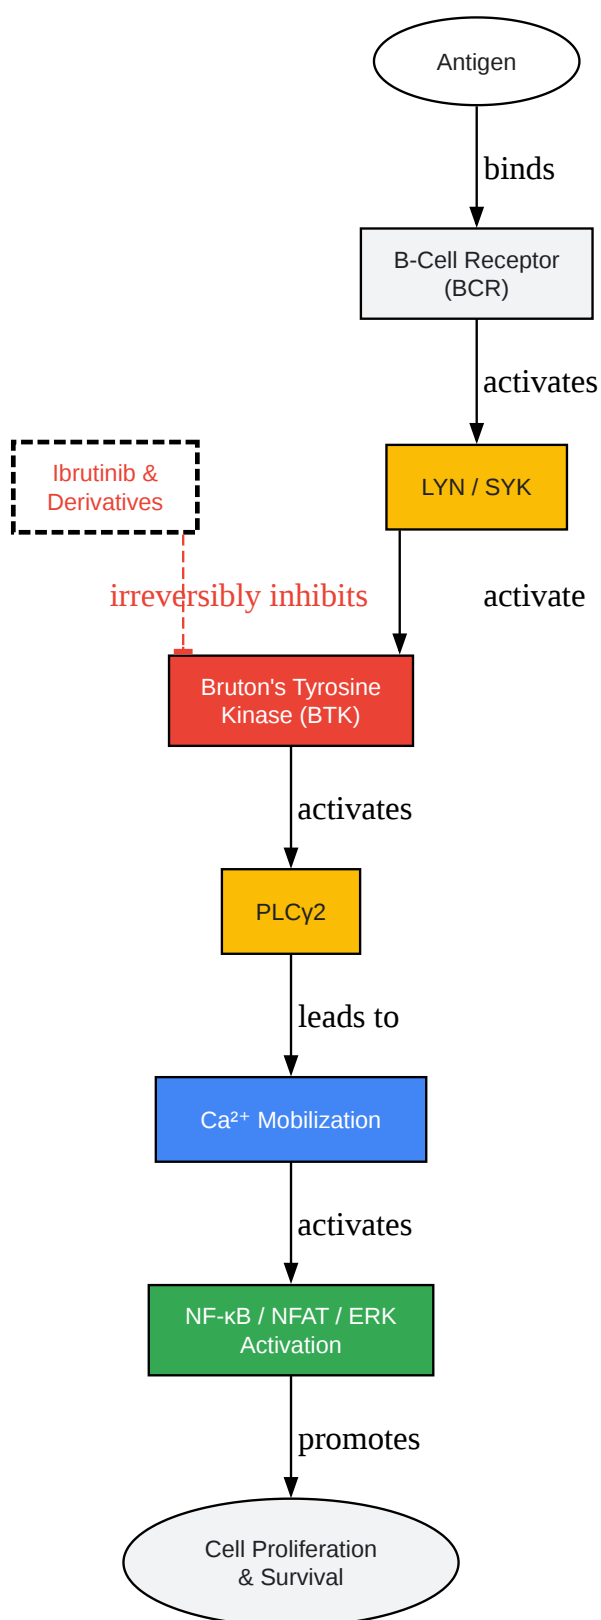 Antigen
binds
B-Cell Receptor
(BCR)
activates
Ibrutinib &
Derivatives
LYN / SYK
irreversibly inhibits
activate
Bruton's Tyrosine
Kinase (BTK)
activates
PLCγ2
leads to
Ca²⁺ Mobilization
activates
NF-κB / NFAT / ERK
Activation
promotes
Cell Proliferation
& Survival